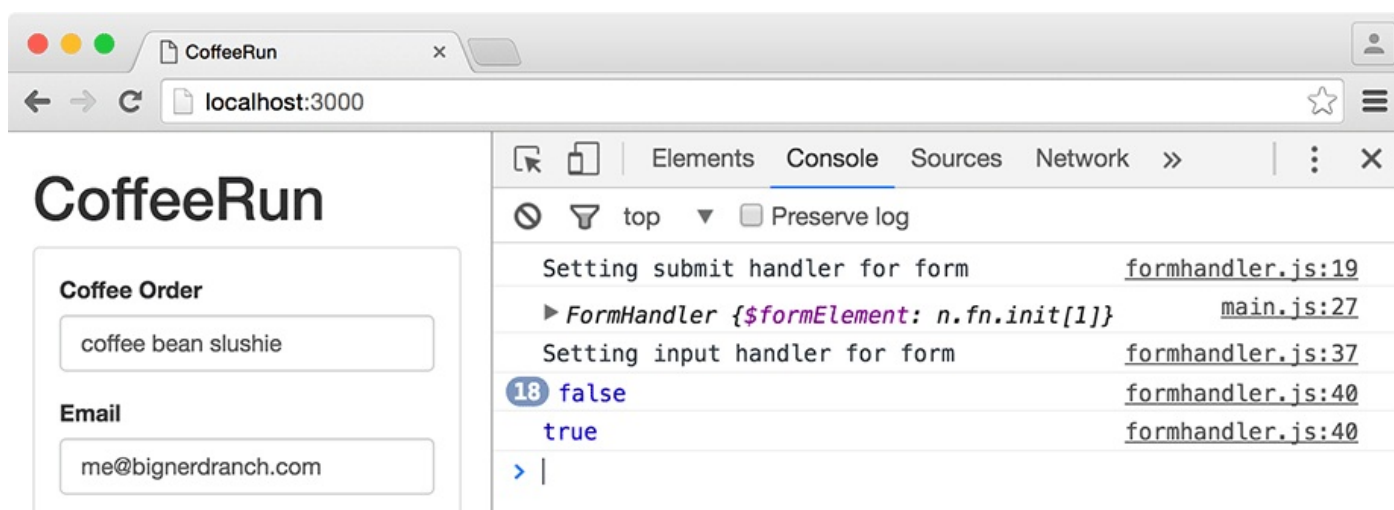 CoffeeRun
localhost:3000
CoffeeRun
Coffee Order
coffee bean slushie
Email
me@bignerdranch.com
Elements Console Sources Network »
top ▼ Preserve log
Setting submit handler for form formhandler.js:19
▶ FormHandler {$formElement: n.fn.init[1]} main.js:27
Setting input handler for form formhandler.js:37
18 false formhandler.js:40
true formhandler.js:40
>